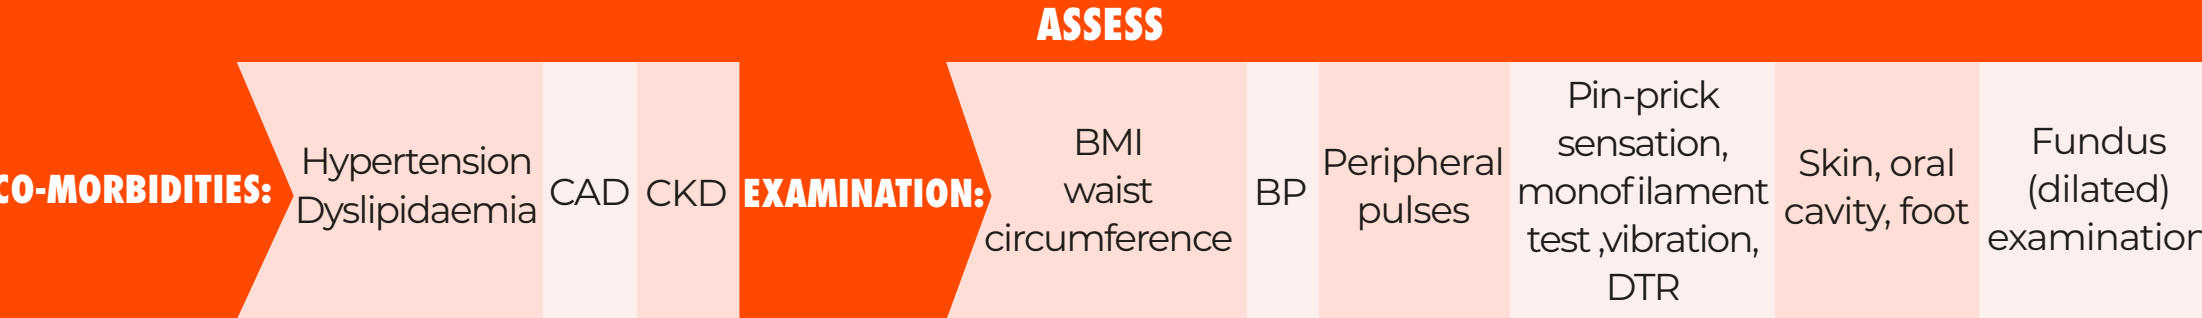 ASSESS
CO-MORBIDITIES:
Hypertension
Dyslipidaemia
CAD
CKD
EXAMINATION:
BMI
waist
circumference
BP
Peripheral
pulses
Pin-prick
sensation,
monofilament
test ,vibration,
DTR
Skin, oral
cavity, foot
Fundus
(dilated)
examination